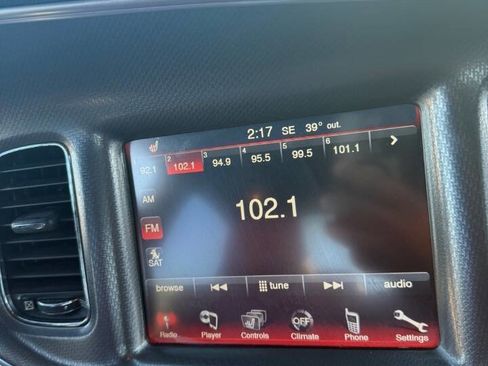 2:17 SE 39° out.
92.1 2 102.1 3 94.9 4 95.5 5 99.5 6 101.1
AM
102.1
FM
SAT
browse tune audio
OFF
Radio Player Controls Climate Phone Settings